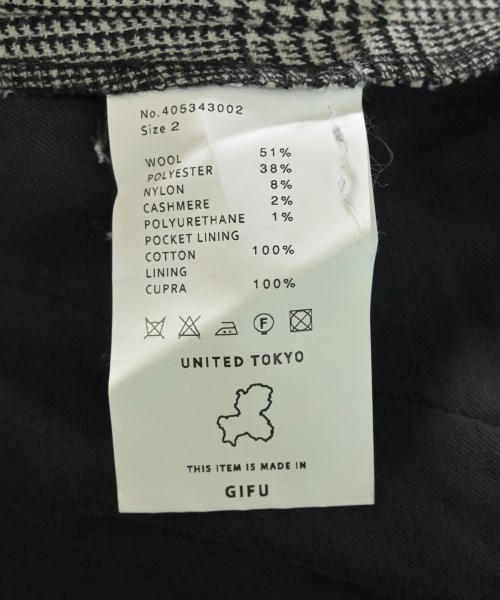 No.405343002
Size 2
WOOL 51%
POLYESTER 38%
NYLON 8%
CASHMERE 2%
POLYURETHANE 1%
POCKET LINING
COTTON 100%
LINING
CUPRA 100%
F
UNITED TOKYO
THIS ITEM IS MADE IN
GIFU